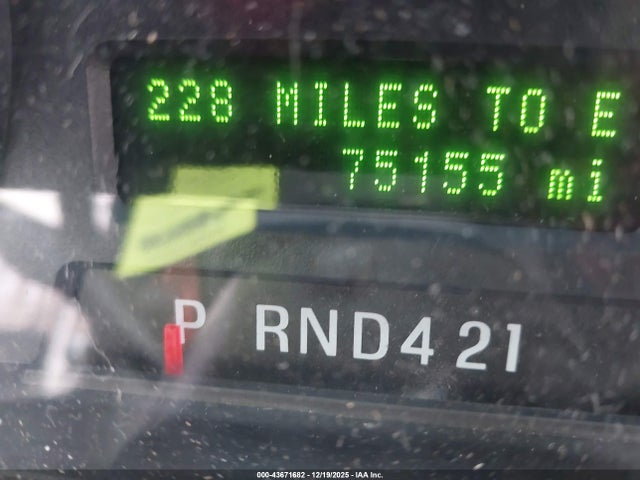 228 MILES TO E
75155 mi
P RND421
000-43671682 - 12/19/2025 - IAA Inc.